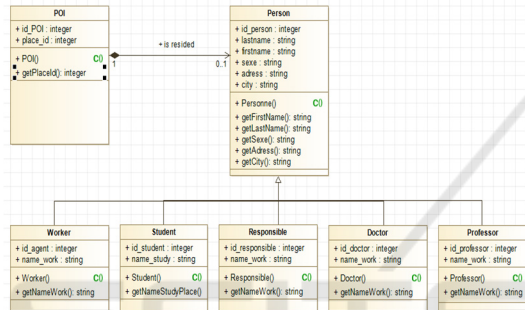 POI
+ id_POI : integer
+ place_id : integer
+ POI() C()
+ getPlaceId(): integer
+ is resided
1
0..1
Person
+ id_person : integer
+ lastname : string
+ firstname : string
+ sexe : string
+ adress : string
+ city : string
+ Personne() C()
+ getFirstName(): string
+ getLastName(): string
+ getSexe(): string
+ getAdress(): string
+ getCity(): string
Worker
+ id_agent : integer
+ name_work : string
+ Worker() C()
+ getNameWork(): string
Student
+ id_student : integer
+ name_study : string
+ Student() C()
+ getNameStudyPlace()
Responsible
+ id_responsible : integer
+ name_work : string
+ Responsible() C()
+ getNameWork(): string
Doctor
+ id_doctor : integer
+ name_work : string
+ Doctor() C()
+ getNameWork(): string
Professor
+ id_professor : integer
+ name_work : string
+ Professor() C()
+ getNameWork(): string